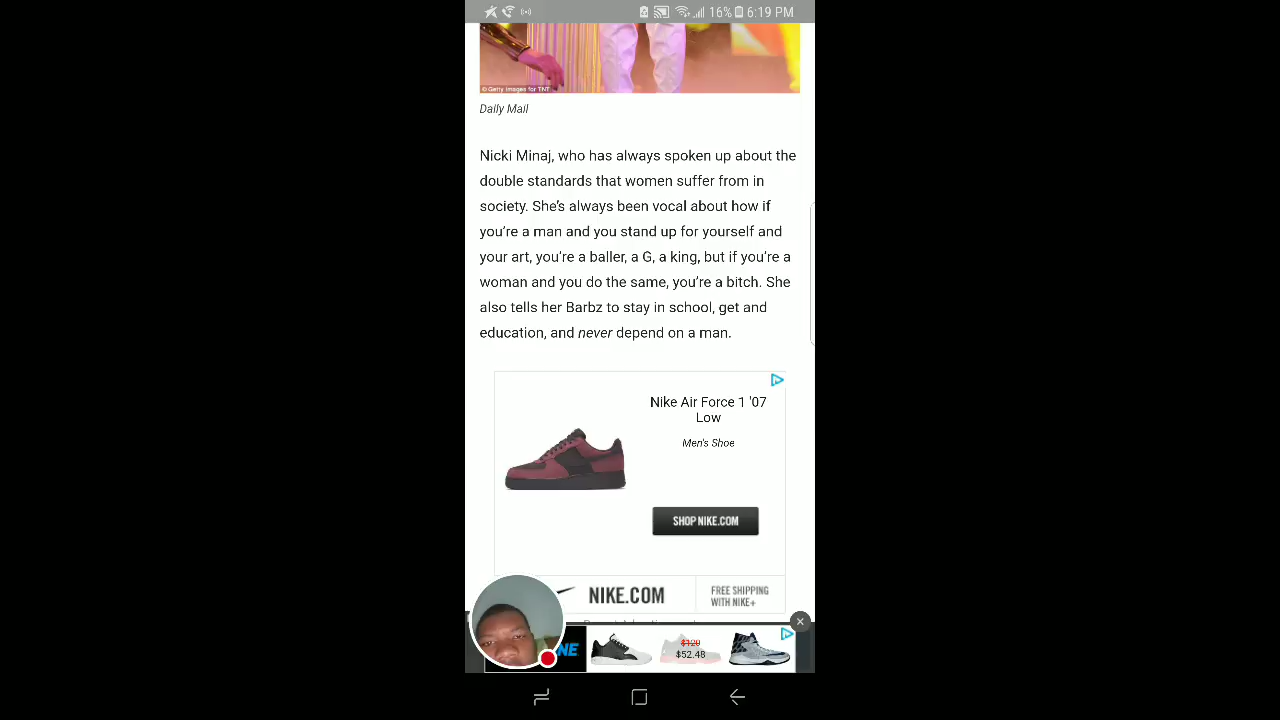 16% 6:19 PM
© Getty Images for TNT
Daily Mail
Nicki Minaj, who has always spoken up about the
double standards that women suffer from in
society. She's always been vocal about how if
you're a man and you stand up for yourself and
your art, you're a baller, a G, a king, but if you're a
woman and you do the same, you're a bitch. She
also tells her Barbz to stay in school, get and
education, and never depend on a man.
Nike Air Force 1 '07
Low
Men's Shoe
SHOP NIKE.COM
NIKE.COM
FREE SHIPPING
WITH NIKE+
$120
$52.48